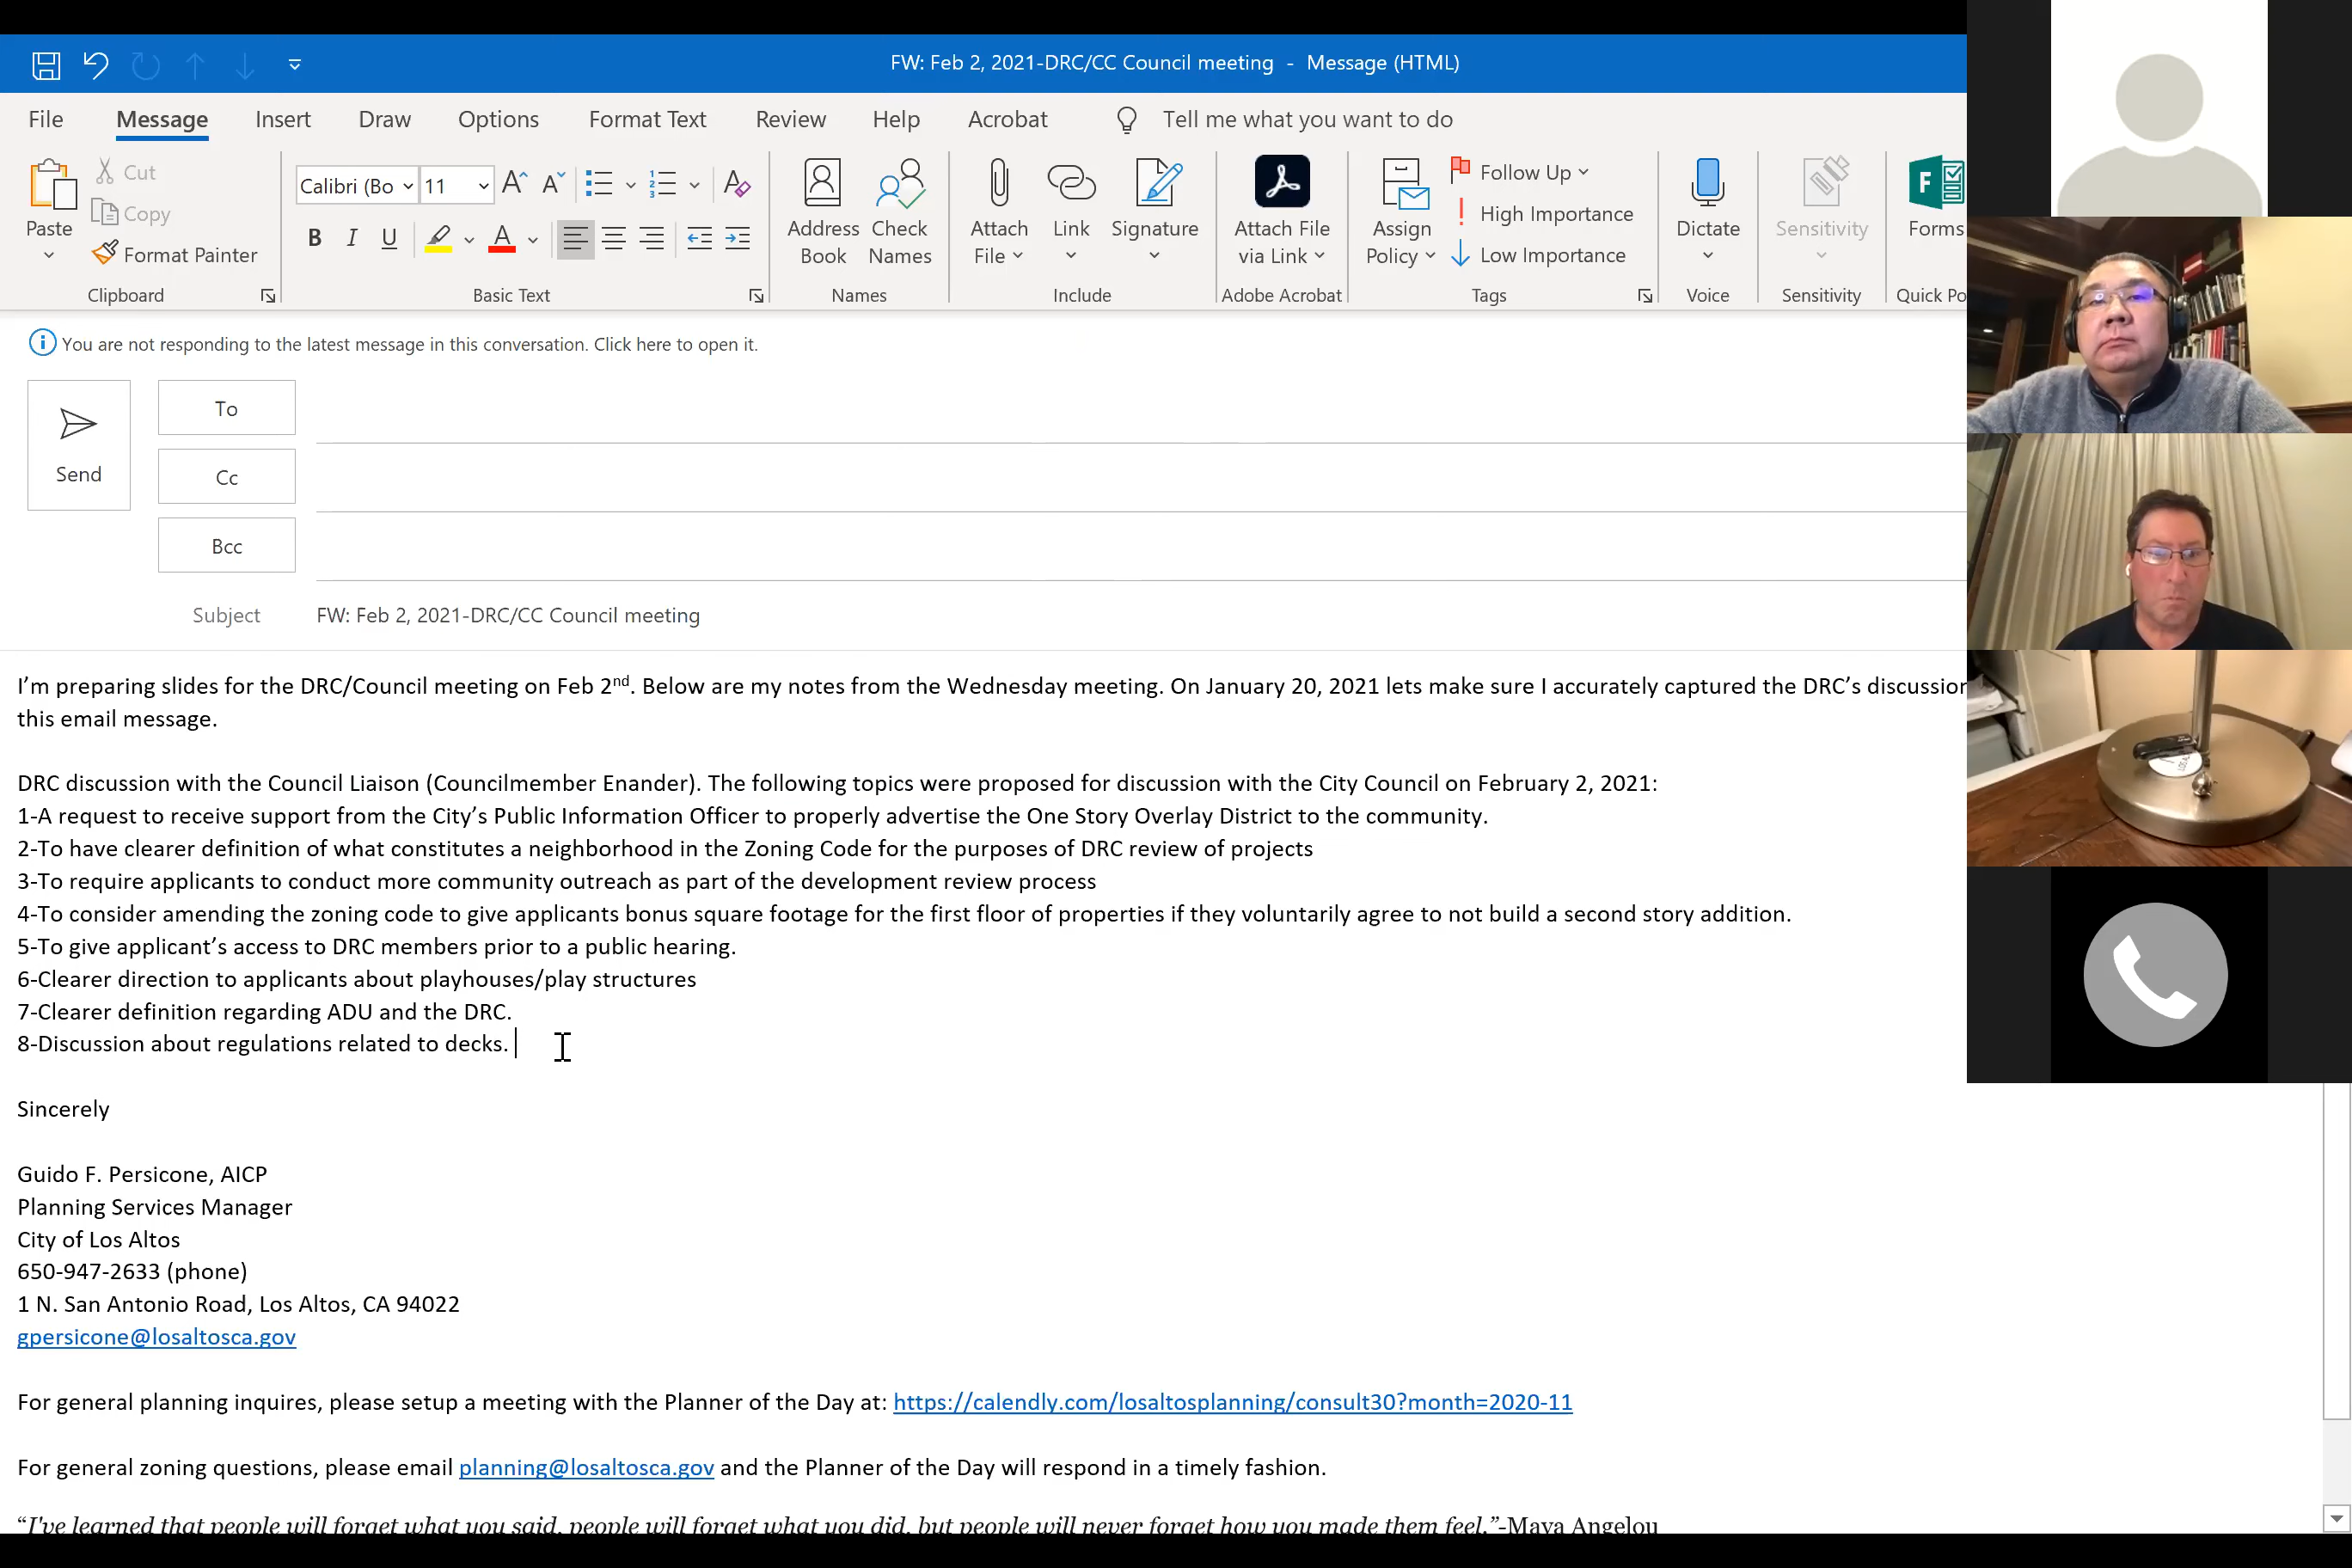 FW: Feb 2, 2021-DRC/CC Council meeting - Message (HTML)
File Message Insert Draw Options Format Text Review Help Acrobat Tell me what you want to do
Paste
Cut
Copy
Format Painter
Clipboard
Calibri (Bo 11
B I U
Basic Text
Address Book
Check Names
Names
Attach File
Link
Signature
Include
Attach File via Link
Adobe Acrobat
Assign Policy
Follow Up
High Importance
Low Importance
Tags
Dictate
Voice
Sensitivity
Sensitivity
Forms
Quick Po
You are not responding to the latest message in this conversation. Click here to open it.
Send
To
Cc
Bcc
Subject FW: Feb 2, 2021-DRC/CC Council meeting
I’m preparing slides for the DRC/Council meeting on Feb 2nd. Below are my notes from the Wednesday meeting. On January 20, 2021 lets make sure I accurately captured the DRC’s discussion
this email message.
DRC discussion with the Council Liaison (Councilmember Enander). The following topics were proposed for discussion with the City Council on February 2, 2021:
1-A request to receive support from the City’s Public Information Officer to properly advertise the One Story Overlay District to the community.
2-To have clearer definition of what constitutes a neighborhood in the Zoning Code for the purposes of DRC review of projects
3-To require applicants to conduct more community outreach as part of the development review process
4-To consider amending the zoning code to give applicants bonus square footage for the first floor of properties if they voluntarily agree to not build a second story addition.
5-To give applicant’s access to DRC members prior to a public hearing.
6-Clearer direction to applicants about playhouses/play structures
7-Clearer definition regarding ADU and the DRC.
8-Discussion about regulations related to decks.
Sincerely
Guido F. Persicone, AICP
Planning Services Manager
City of Los Altos
650-947-2633 (phone)
1 N. San Antonio Road, Los Altos, CA 94022
gpersicone@losaltosca.gov
For general planning inquires, please setup a meeting with the Planner of the Day at: https://calendly.com/losaltosplanning/consult30?month=2020-11
For general zoning questions, please email planning@losaltosca.gov and the Planner of the Day will respond in a timely fashion.
“I've learned that people will forget what you said, people will forget what you did, but people will never forget how you made them feel.”-Maya Angelou